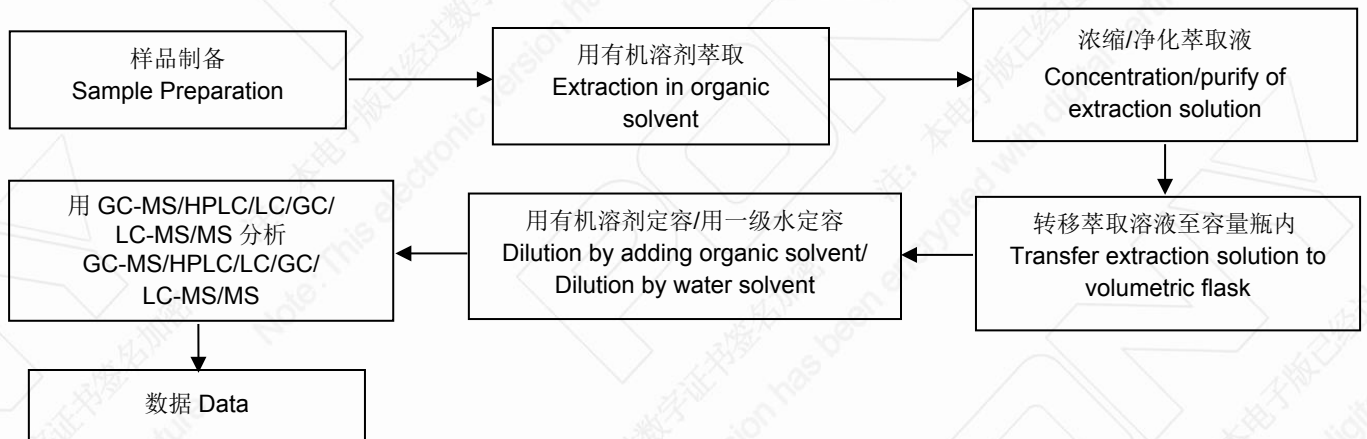 样品制备
Sample Preparation
用有机溶剂萃取
Extraction in organic
solvent
浓缩/净化萃取液
Concentration/purify of
extraction solution
转移萃取溶液至容量瓶内
Transfer extraction solution to
volumetric flask
用有机溶剂定容/用一级水定容
Dilution by adding organic solvent/
Dilution by water solvent
用 GC-MS/HPLC/LC/GC/
LC-MS/MS 分析
GC-MS/HPLC/LC/GC/
LC-MS/MS
数据 Data